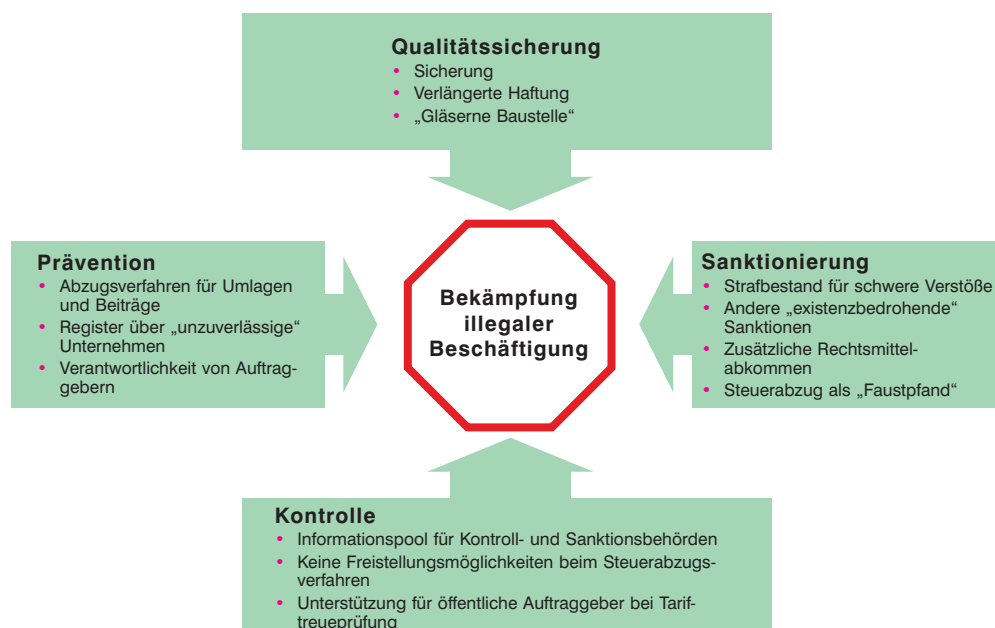 Qualitätssicherung
• Sicherung
• Verlängerte Haftung
• „Gläserne Baustelle“
Prävention
• Abzugsverfahren für Umlagen
und Beiträge
• Register über „unzuverlässige“
Unternehmen
• Verantwortlichkeit von Auftrag-
gebern
Bekämpfung
illegaler
Beschäftigung
Sanktionierung
• Strafbestand für schwere Verstöße
• Andere „existenzbedrohende“
Sanktionen
• Zusätzliche Rechtsmittel-
abkommen
• Steuerabzug als „Faustpfand“
Kontrolle
• Informationspool für Kontroll- und Sanktionsbehörden
• Keine Freistellungsmöglichkeiten beim Steuerabzugs-
verfahren
• Unterstützung für öffentliche Auftraggeber bei Tarif-
treueprüfung